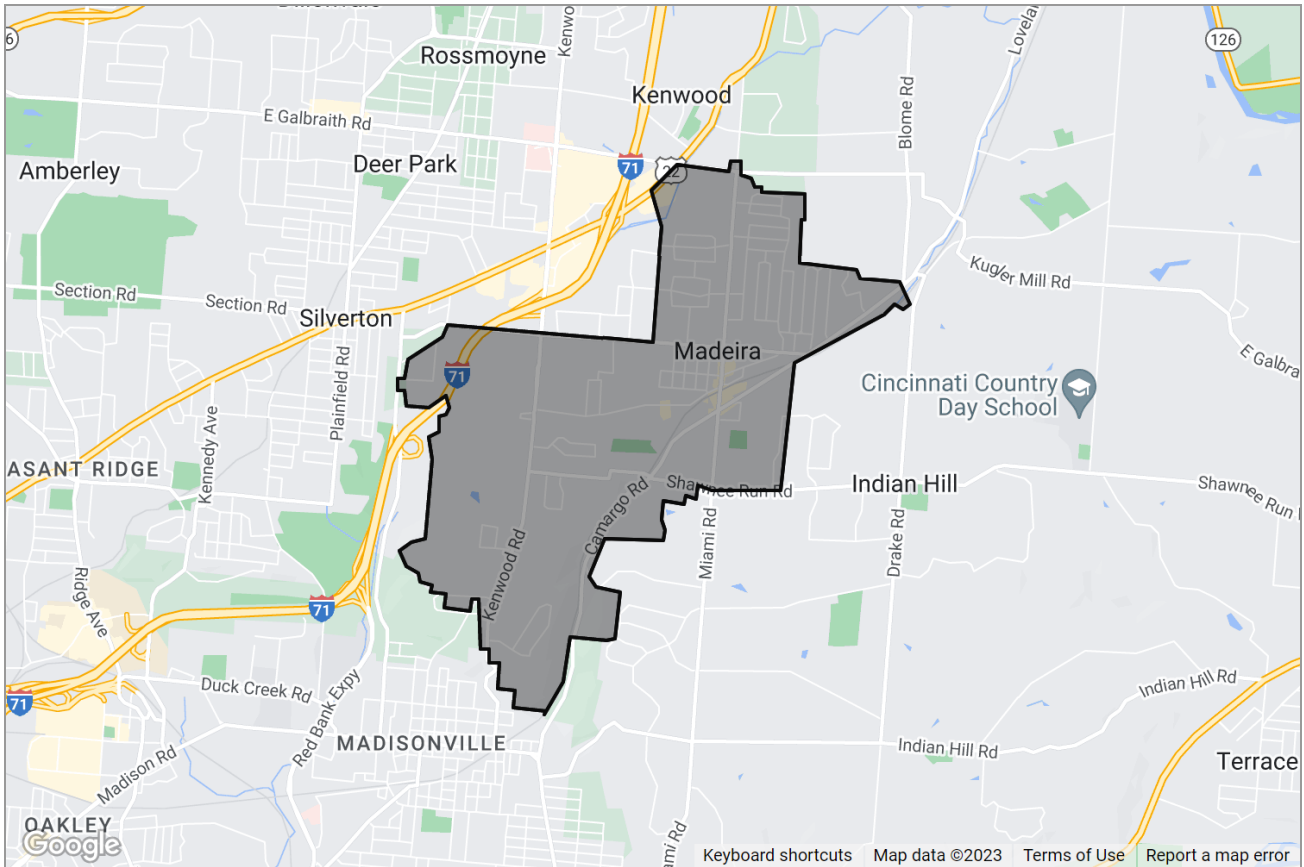 Rossmoyne
Kenwood
126
E Galbraith Rd
Blome Rd
71
22
Amberley
Deer Park
Kugler Mill Rd
Section Rd
Section Rd
Silverton
Madeira
71
E Galbra
Cincinnati Country
Day School
Plainfield Rd
Kennedy Ave
ASANT RIDGE
Shawnee Run Rd
Indian Hill
Shawnee Run
Camargo Rd
Miami Rd
Drake Rd
Kenwood Rd
Ridge Ave
71
Duck Creek Rd
71
Red Bank Expy
Indian Hill Rd
MADISONVILLE
Indian Hill Rd
Madison Rd
Terrace
OAKLEY
Google
mi Rd
Keyboard shortcuts
Map data ©2023
Terms of Use
Report a map error